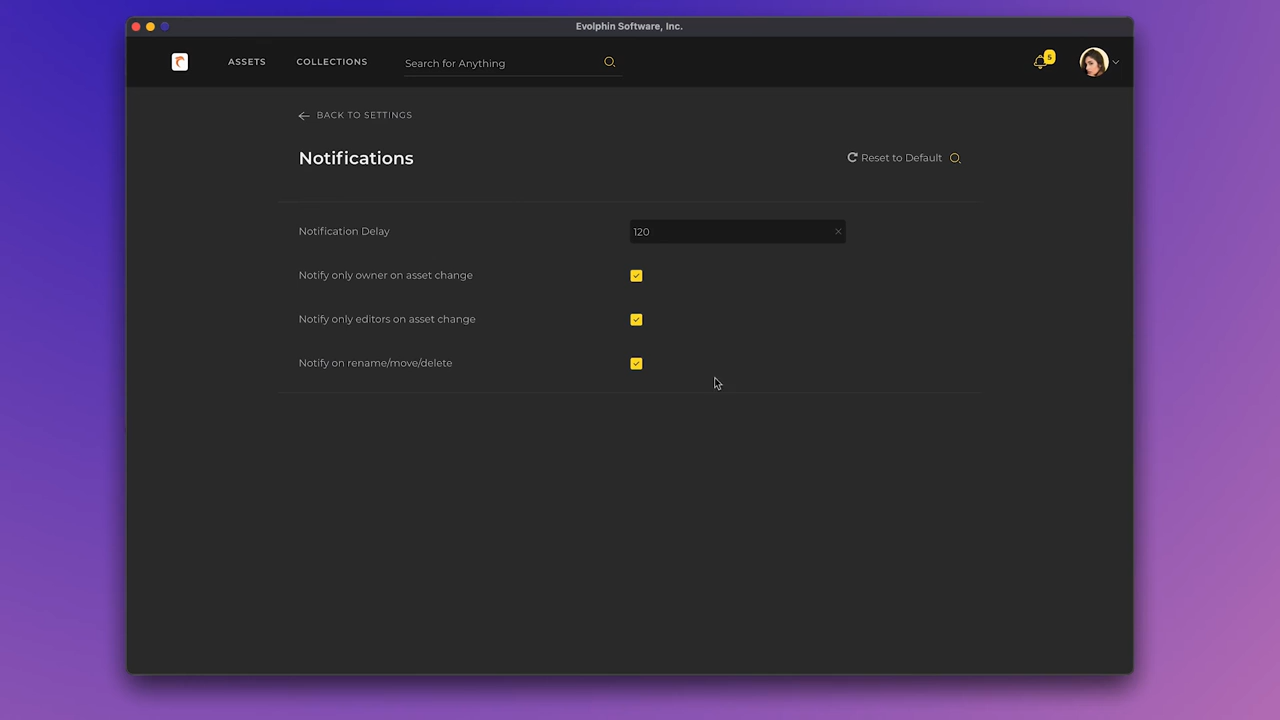 Evolphin Software, Inc.
ASSETS
COLLECTIONS
Search for Anything
5
BACK TO SETTINGS
Notifications
Reset to Default
Notification Delay
120
Notify only owner on asset change
Notify only editors on asset change
Notify on rename/move/delete